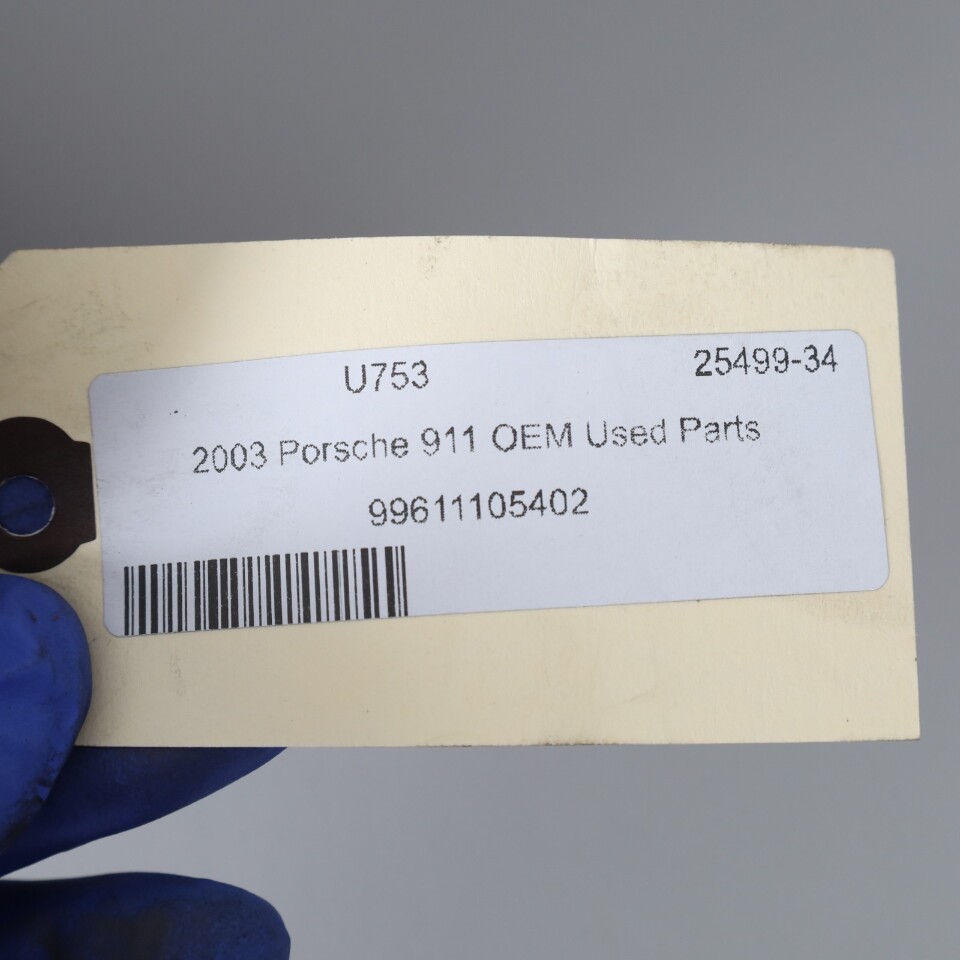 U753 25499-34
2003 Porsche 911 OEM Used Parts
99611105402